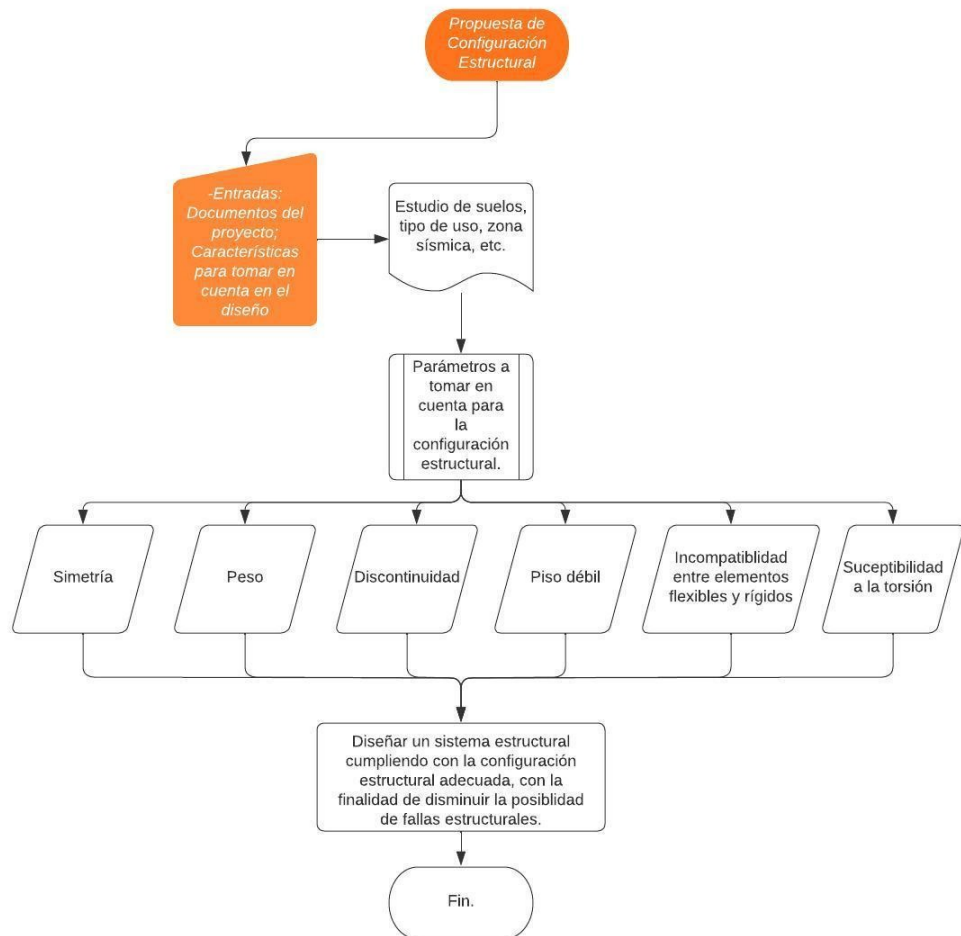 Propuesta de
Configuración
Estructural
-Entradas:
Documentos del
proyecto;
Características
para tomar en
cuenta en el
diseño
Estudio de suelos,
tipo de uso, zona
sísmica, etc.
Parámetros a
tomar en
cuenta para
la
configuración
estructural.
Simetría
Peso
Discontinuidad
Piso débil
Incompatiblidad
entre elementos
flexibles y rígidos
Suceptibilidad
a la torsión
Diseñar un sistema estructural
cumpliendo con la configuración
estructural adecuada, con la
finalidad de disminuir la posiblidad
de fallas estructurales.
Fin.